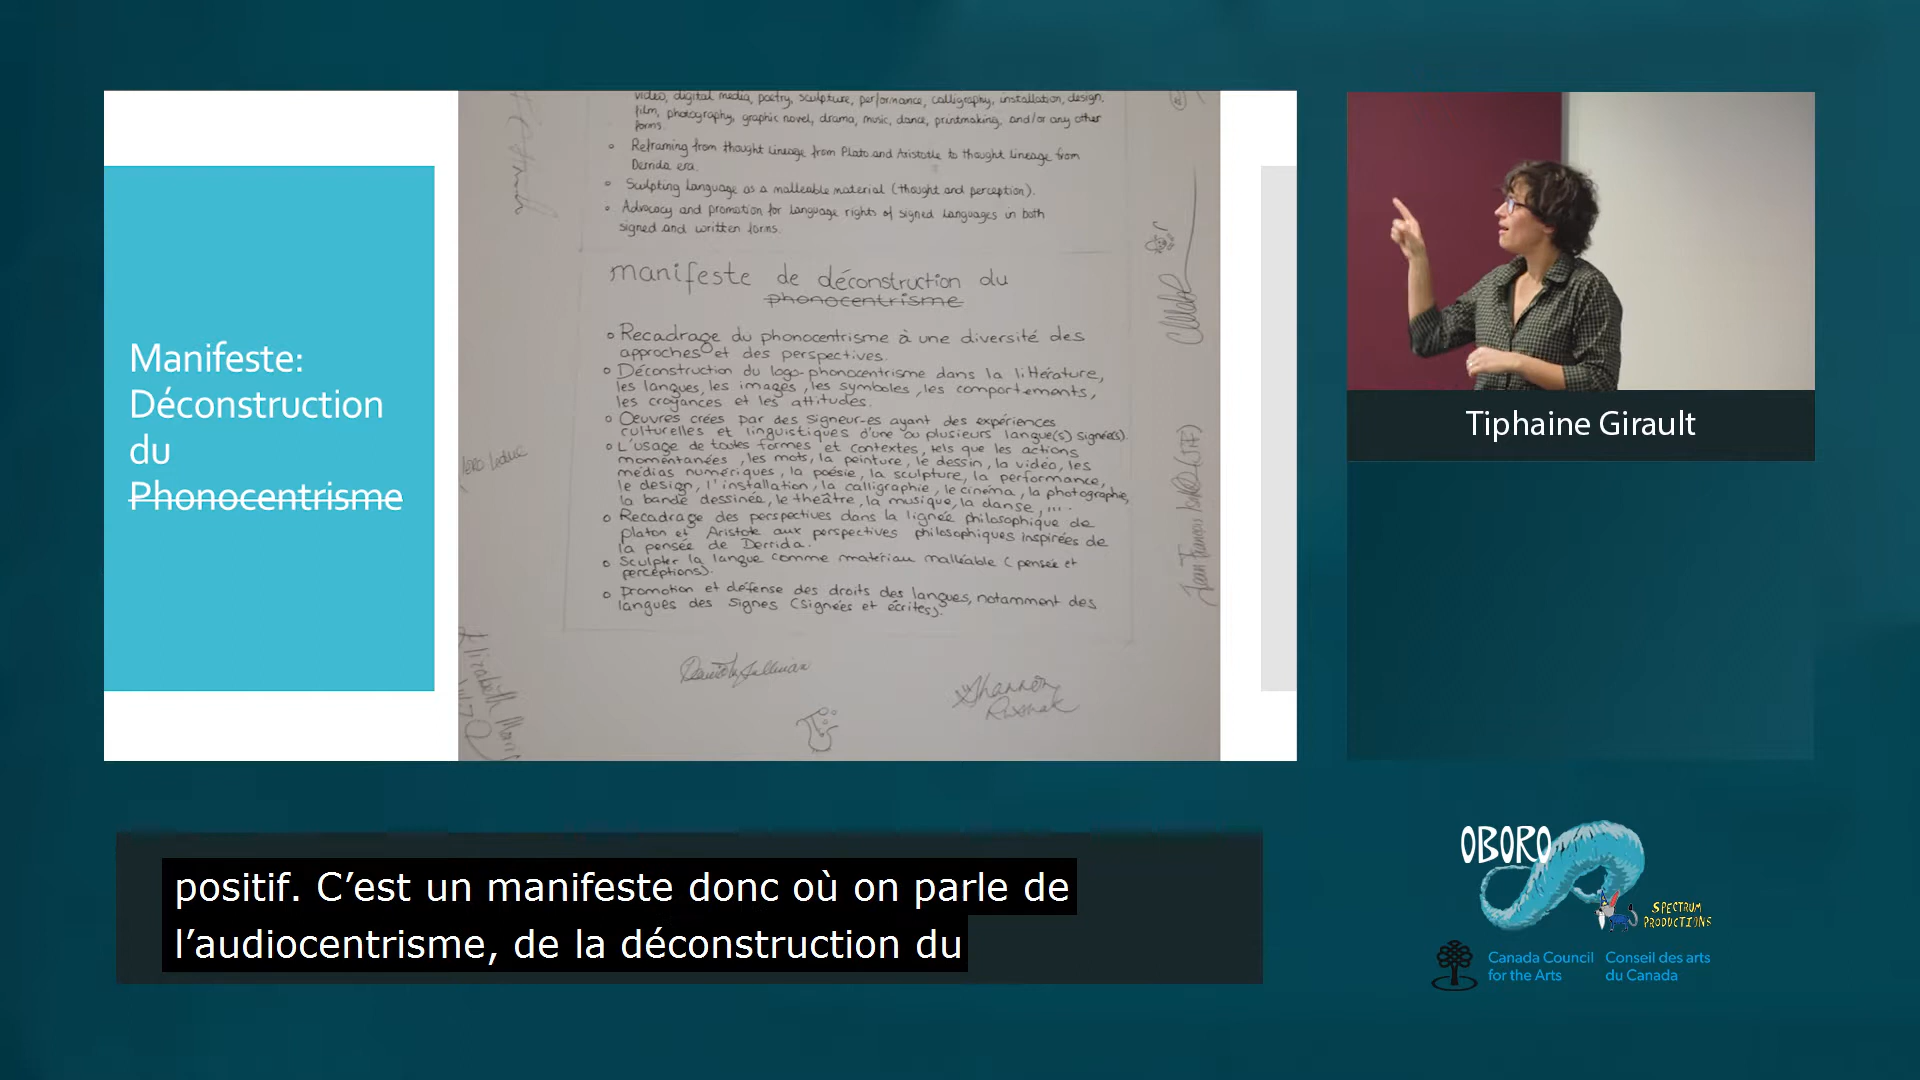 Manifeste:
Déconstruction
du
Phonocentrisme
video, digital media, poetry, sculpture, performance, calligraphy, installation, design,
film, photography, graphic novel, drama, music, dance, printmaking, and/or any other
forms.
Reframing from thought lineage from Plato and Aristotle to thought lineage from
Derrida era.
Sculpting language as a malleable material (thought and perception).
Advocacy and promotion for language rights of signed languages in both
signed and written forms.
manifeste de déconstruction du
phonocentrisme
Recadrage du phonocentrisme à une diversité des
approches et des perspectives.
Déconstruction du logo-phonocentrisme dans la littérature,
les langues, les images, les symboles, les comportements,
les croyances et les attitudes.
Oeuvres crées par des signeur-es ayant des expériences
culturelles et linguistiques d'une ou plusieurs langue(s) signée(s).
L'usage de toutes formes et contextes, tels que les actions
momentanées, les mots, la peinture, le dessin, la vidéo, les
médias numériques, la poésie, la sculpture, la performance,
le design, l'installation, la calligraphie, le cinéma, la photographie,
la bande dessinée, le théâtre, la musique, la danse, ...
Recadrage des perspectives dans la lignée philosophique de
platon et Aristote aux perspectives philosophiques inspirées de
la pensée de Derrida.
Sculpter la langue comme matériau malléable (pensée et
perceptions).
promotion et défense des droits des langues, notamment des
langues des signes (signées et écrites).
Shannon
Tiphaine Girault
positif. C'est un manifeste donc où on parle de
l'audiocentrisme, de la déconstruction du
OBORO
SPECTRUM
PRODUCTIONS
Canada Council Conseil des arts
for the Arts du Canada